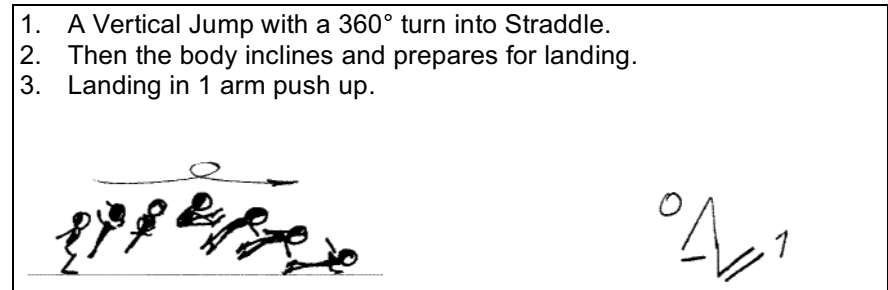 1. A Vertical Jump with a 360° turn into Straddle.
2. Then the body inclines and prepares for landing.
3. Landing in 1 arm push up.
1